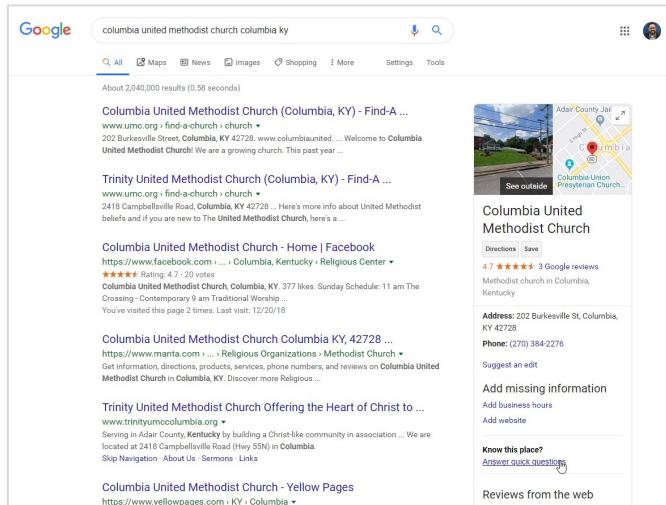 Google
columbia united methodist church columbia ky
All Maps News Images Shopping More Settings Tools
About 2,040,000 results (0.58 seconds)
Columbia United Methodist Church (Columbia, KY) - Find-A ...
www.umc.org › find-a-church › church
202 Burkesville Street, Columbia, KY 42728. www.columbiaunited. ... Welcome to Columbia
United Methodist Church! We are a growing church. This past year ...
Trinity United Methodist Church (Columbia, KY) - Find-A ...
www.umc.org › find-a-church › church
2418 Campbellsville Road, Columbia, KY 42728 ... Here's more info about United Methodist
beliefs and if you are new to The United Methodist Church, here's a ...
Columbia United Methodist Church - Home | Facebook
https://www.facebook.com › ... › Columbia, Kentucky › Religious Center
Rating: 4.7 - 20 votes
Columbia United Methodist Church, Columbia, KY. 377 likes. Sunday Schedule: 11 am The
Crossing - Contemporary 9 am Traditional Worship ...
You've visited this page 2 times. Last visit: 12/20/18
Columbia United Methodist Church Columbia KY, 42728 ...
https://www.manta.com › ... › Religious Organizations › Methodist Church
Get information, directions, products, services, phone numbers, and reviews on Columbia United
Methodist Church in Columbia, KY. Discover more Religious ...
Trinity United Methodist Church Offering the Heart of Christ to ...
www.trinityumccolumbia.org
Serving in Adair County, Kentucky by building a Christ-like community in association ... We are
located at 2418 Campbellsville Road (Hwy 55N) in Columbia.
Skip Navigation · About Us · Sermons · Links
Columbia United Methodist Church - Yellow Pages
https://www.yellowpages.com › KY › Columbia
Adair County Jai
E High St
Columbia
80
Columbia-Union
Presyterian Church...
See outside
Columbia United
Methodist Church
Directions Save
4.7 3 Google reviews
Methodist church in Columbia,
Kentucky
Address: 202 Burkesville St, Columbia,
KY 42728
Phone: (270) 384-2276
Suggest an edit
Add missing information
Add business hours
Add website
Know this place?
Answer quick questions
Reviews from the web